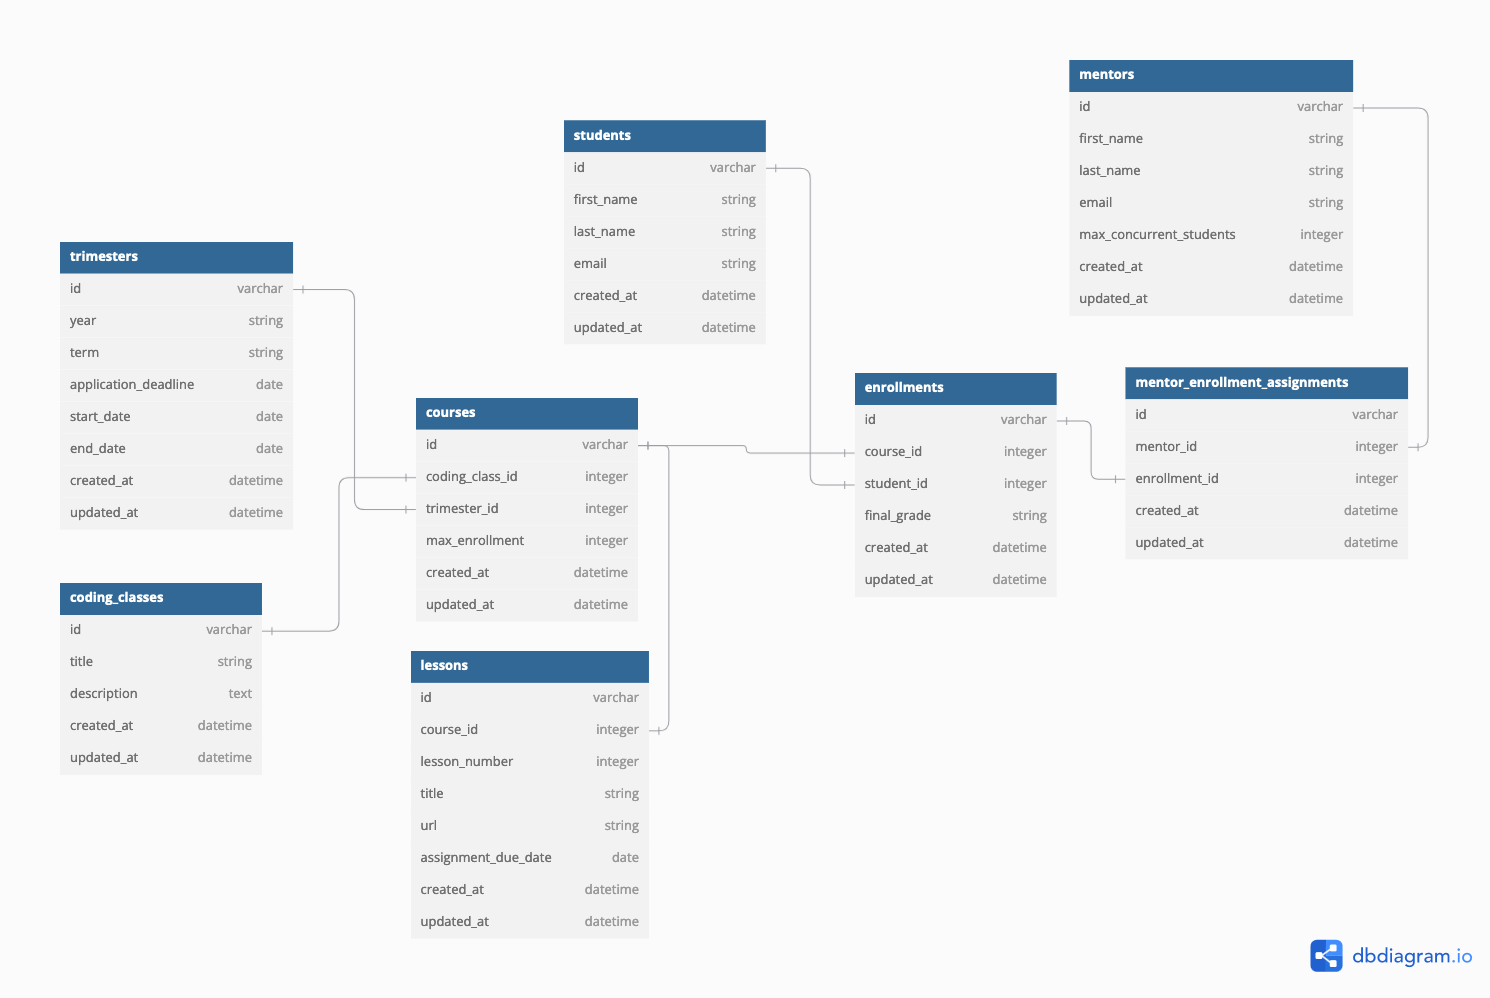 mentors
id varchar
first_name string
last_name string
email string
max_concurrent_students integer
created_at datetime
updated_at datetime
students
id varchar
first_name string
last_name string
email string
created_at datetime
updated_at datetime
trimesters
id varchar
year string
term string
application_deadline date
start_date date
end_date date
created_at datetime
updated_at datetime
courses
id varchar
coding_class_id integer
trimester_id integer
max_enrollment integer
created_at datetime
updated_at datetime
enrollments
id varchar
course_id integer
student_id integer
final_grade string
created_at datetime
updated_at datetime
mentor_enrollment_assignments
id varchar
mentor_id integer
enrollment_id integer
created_at datetime
updated_at datetime
coding_classes
id varchar
title string
description text
created_at datetime
updated_at datetime
lessons
id varchar
course_id integer
lesson_number integer
title string
url string
assignment_due_date date
created_at datetime
updated_at datetime
dbdiagram.io